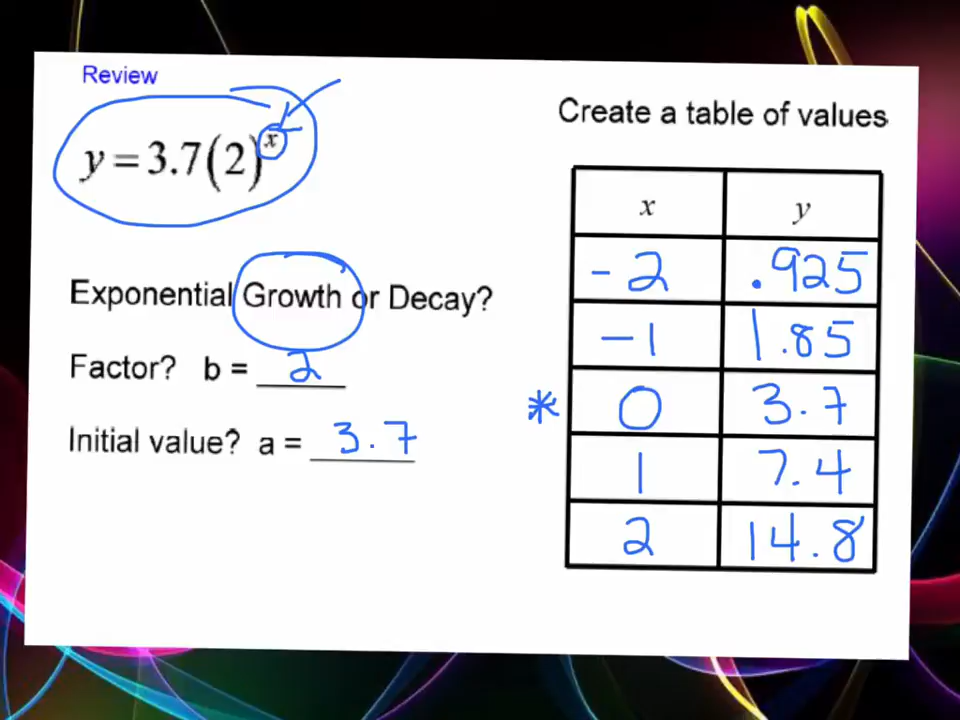 Review
y = 3.7(2)^x
Exponential Growth or Decay?
Factor? b = 2
Initial value? a = 3.7
Create a table of values
x y
-2 .925
-1 1.85
* 0 3.7
1 7.4
2 14.8